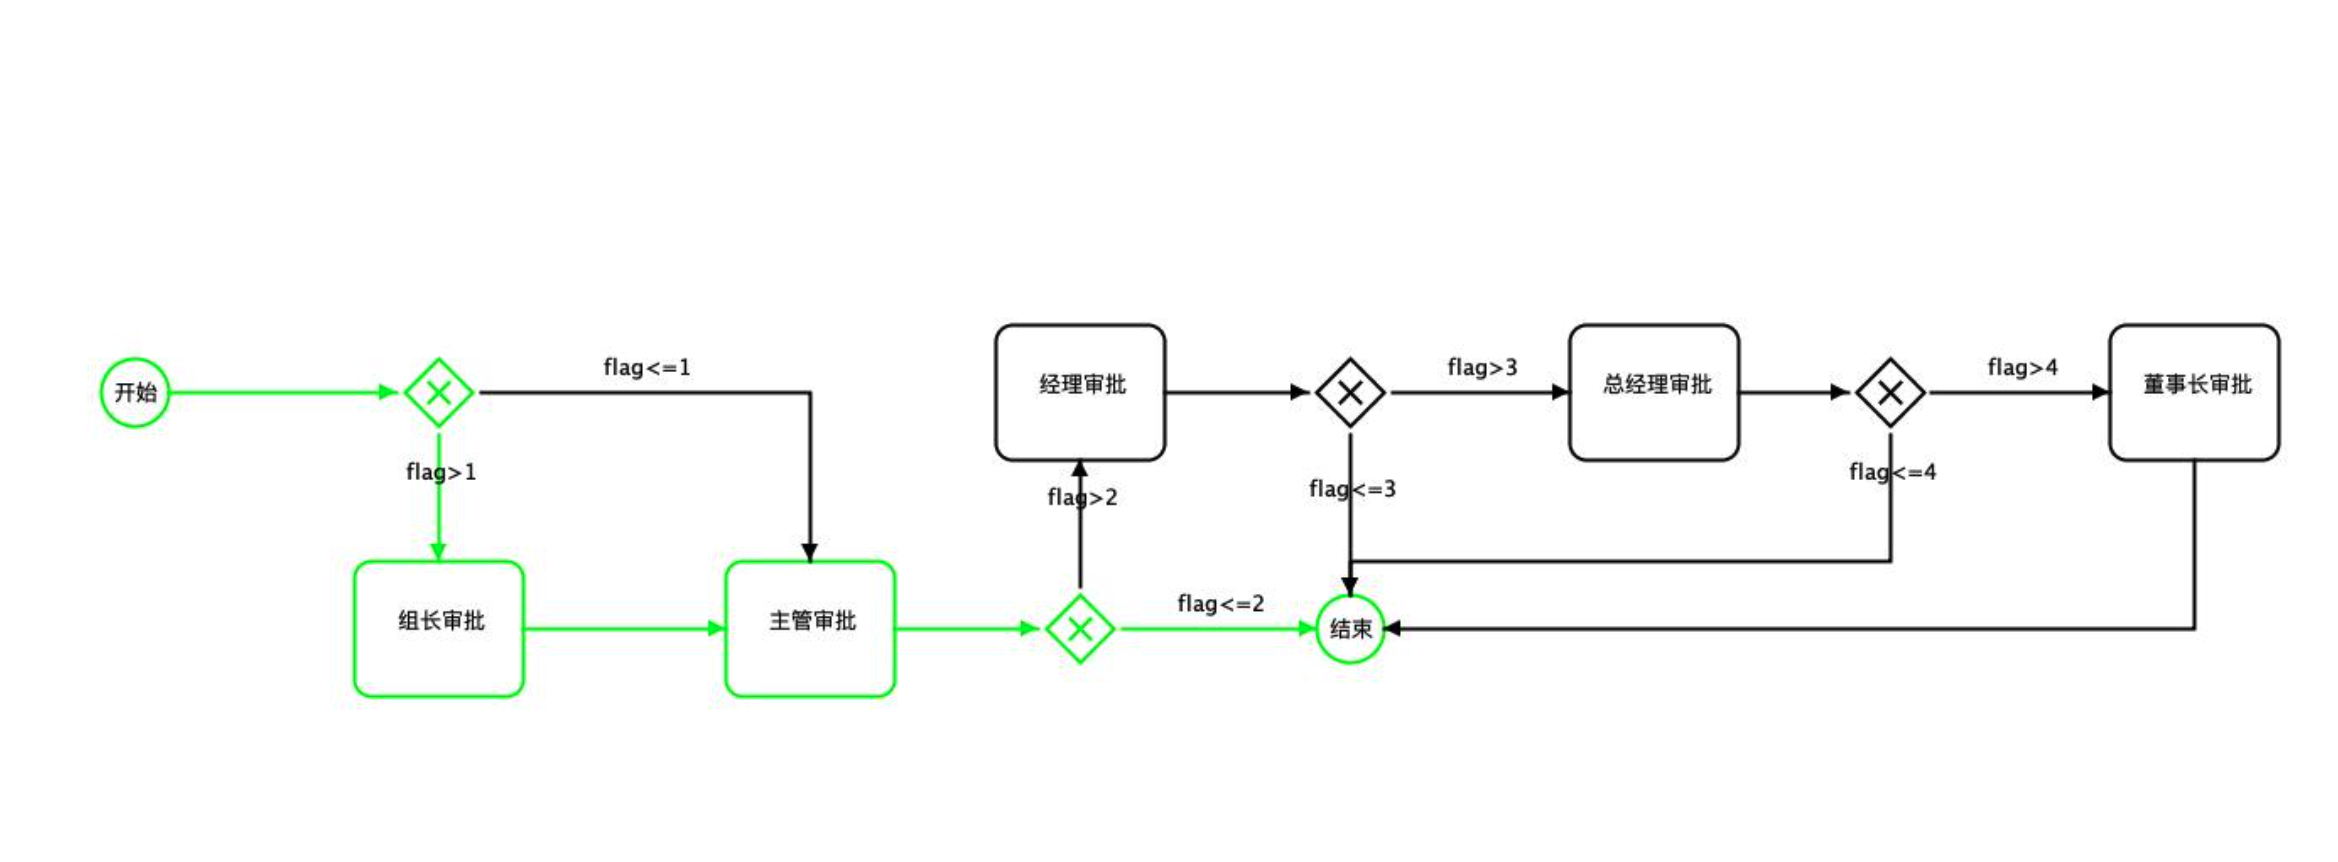 开始
flag<=1
flag>1
组长审批
主管审批
经理审批
flag>2
flag<=2
flag>3
flag<=3
结束
总经理审批
flag>4
flag<=4
董事长审批